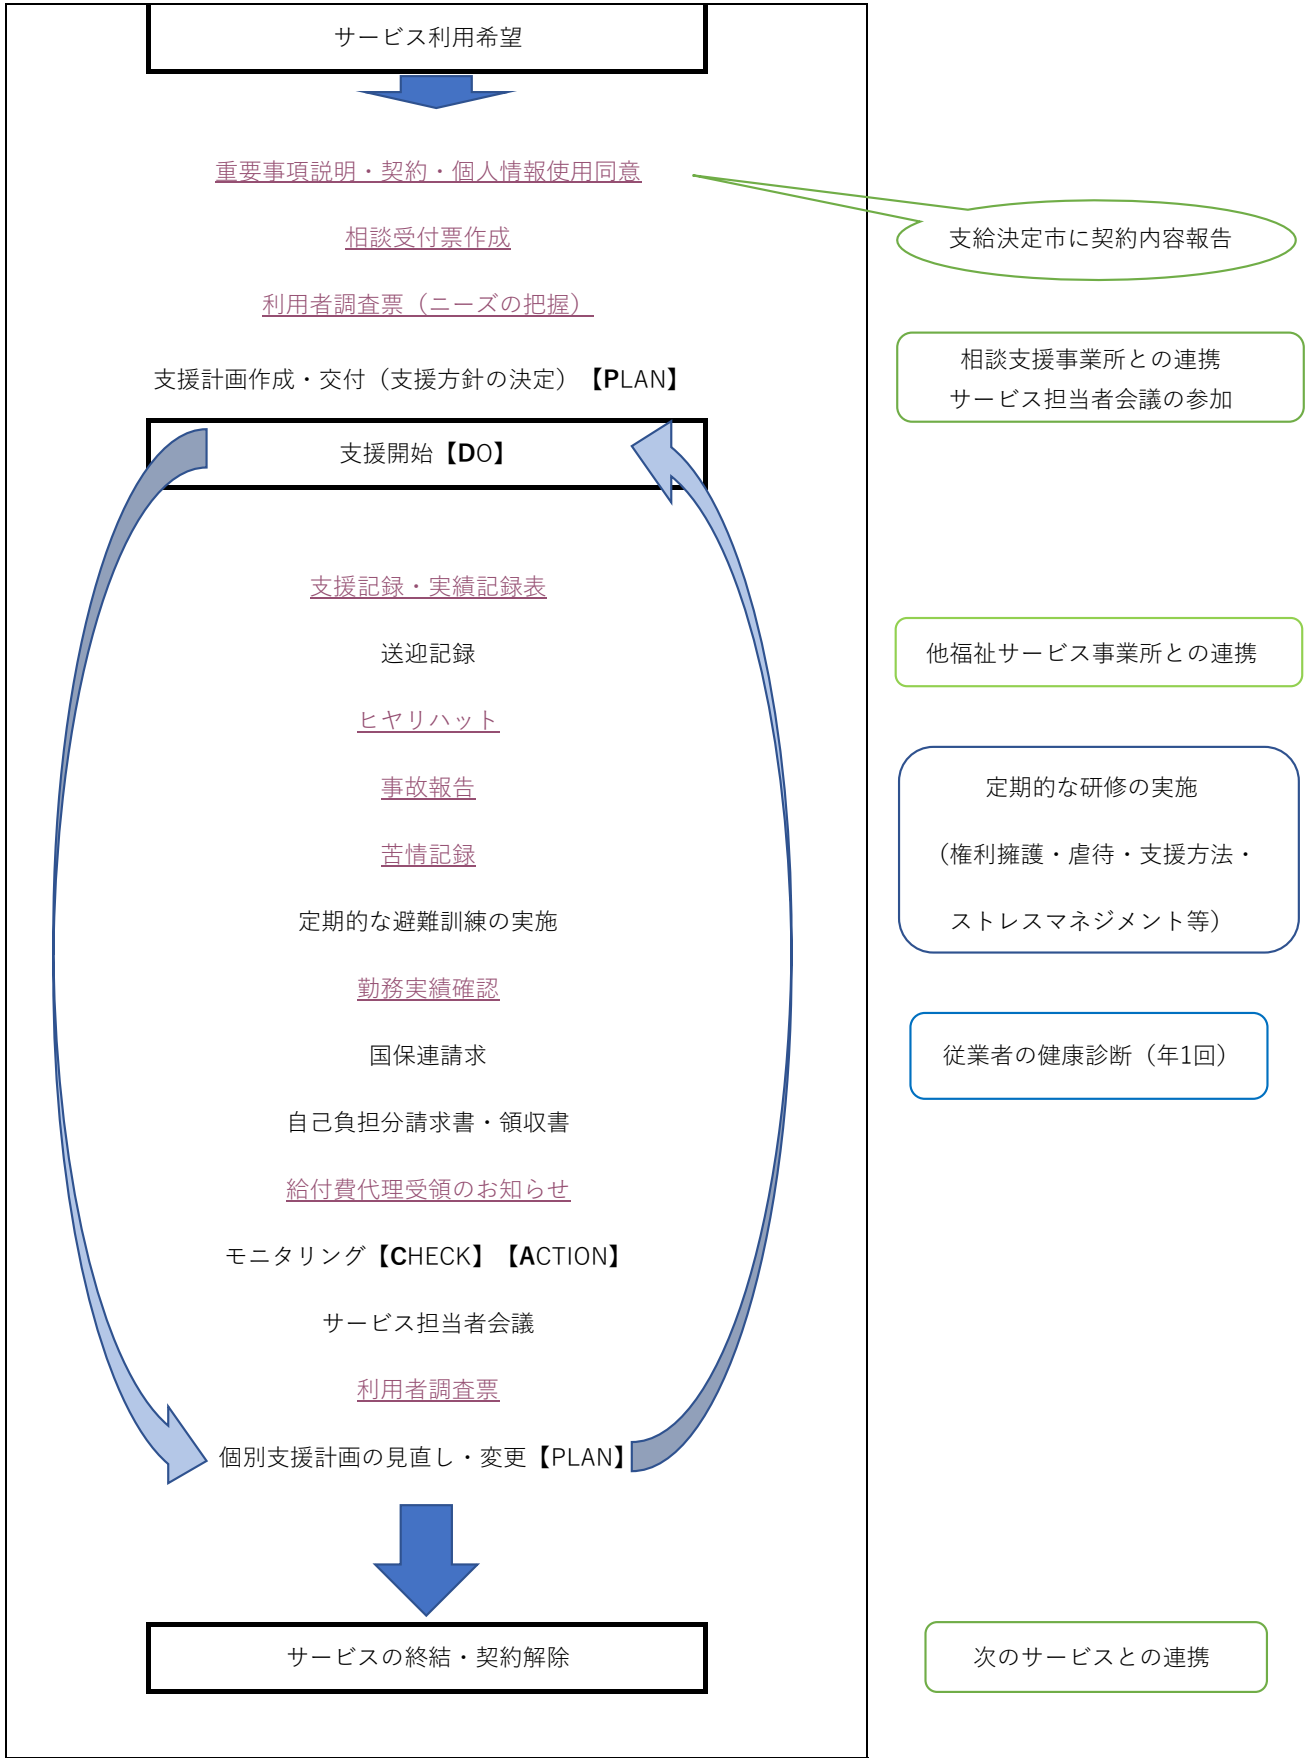 サービス利用希望
重要事項説明・契約・個人情報使用同意
支給決定市に契約内容報告
相談受付票作成
利用者調査票（ニーズの把握）
支援計画作成・交付（支援方針の決定）【PLAN】
相談支援事業所との連携
サービス担当者会議の参加
支援開始【DO】
支援記録・実績記録表
送迎記録
他福祉サービス事業所との連携
ヒヤリハット
事故報告
苦情記録
定期的な避難訓練の実施
定期的な研修の実施
（権利擁護・虐待・支援方法・
ストレスマネジメント等）
勤務実績確認
国保連請求
従業者の健康診断（年1回）
自己負担分請求書・領収書
給付費代理受領のお知らせ
モニタリング【CHECK】【ACTION】
サービス担当者会議
利用者調査票
個別支援計画の見直し・変更【PLAN】
サービスの終結・契約解除
次のサービスとの連携